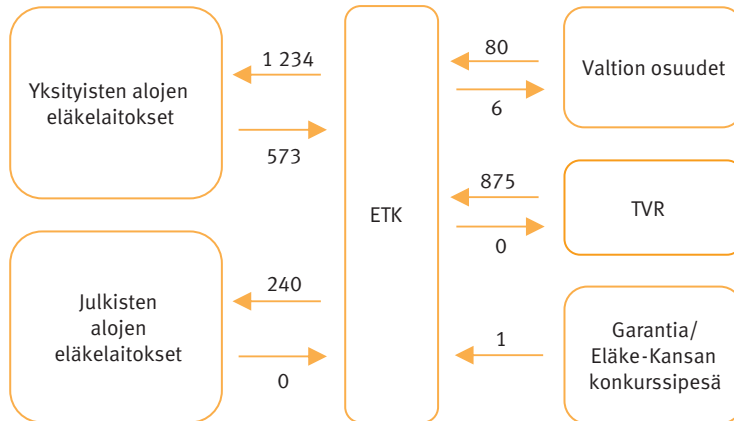 1 234
Yksityisten alojen
eläkelaitokset
573
80
Valtion osuudet
6
ETK
875
TVR
0
240
Julkisten
alojen
eläkelaitokset
0
1
Garantia/
Eläke-Kansan
konkurssipesä